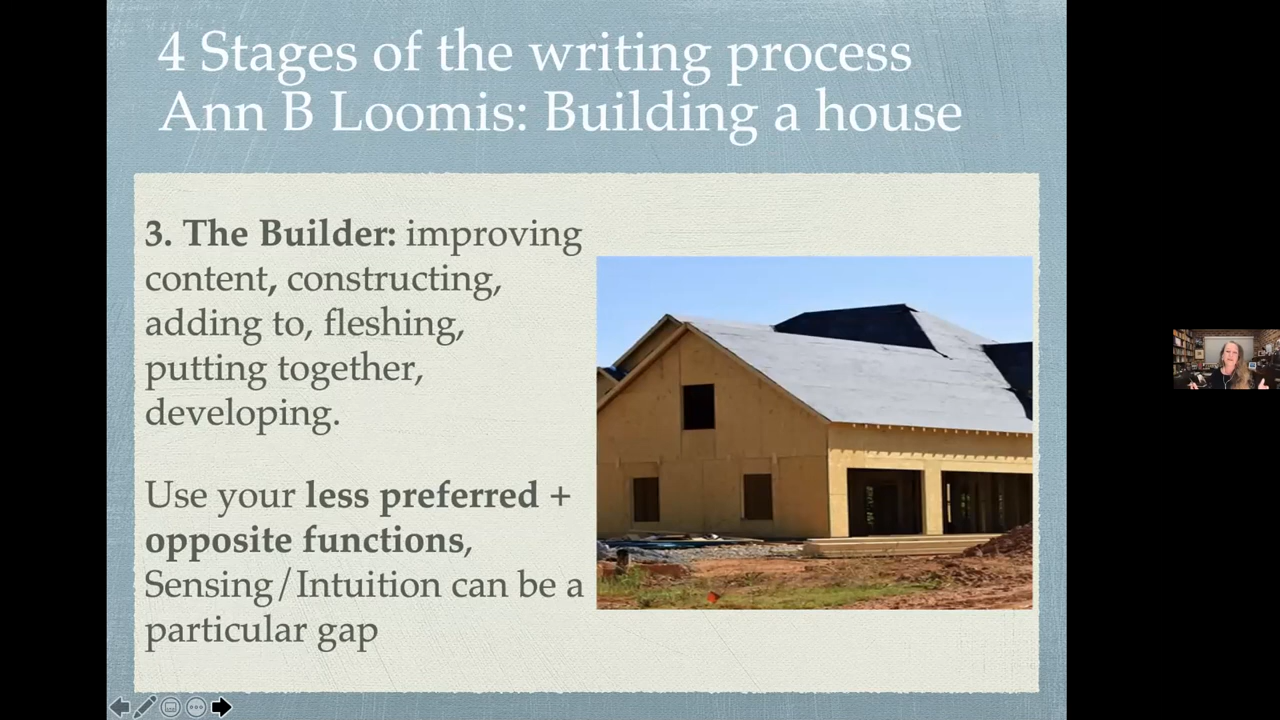 4 Stages of the writing process
Ann B Loomis: Building a house
3. The Builder: improving
content, constructing,
adding to, fleshing,
putting together,
developing.
Use your less preferred +
opposite functions,
Sensing/Intuition can be a
particular gap